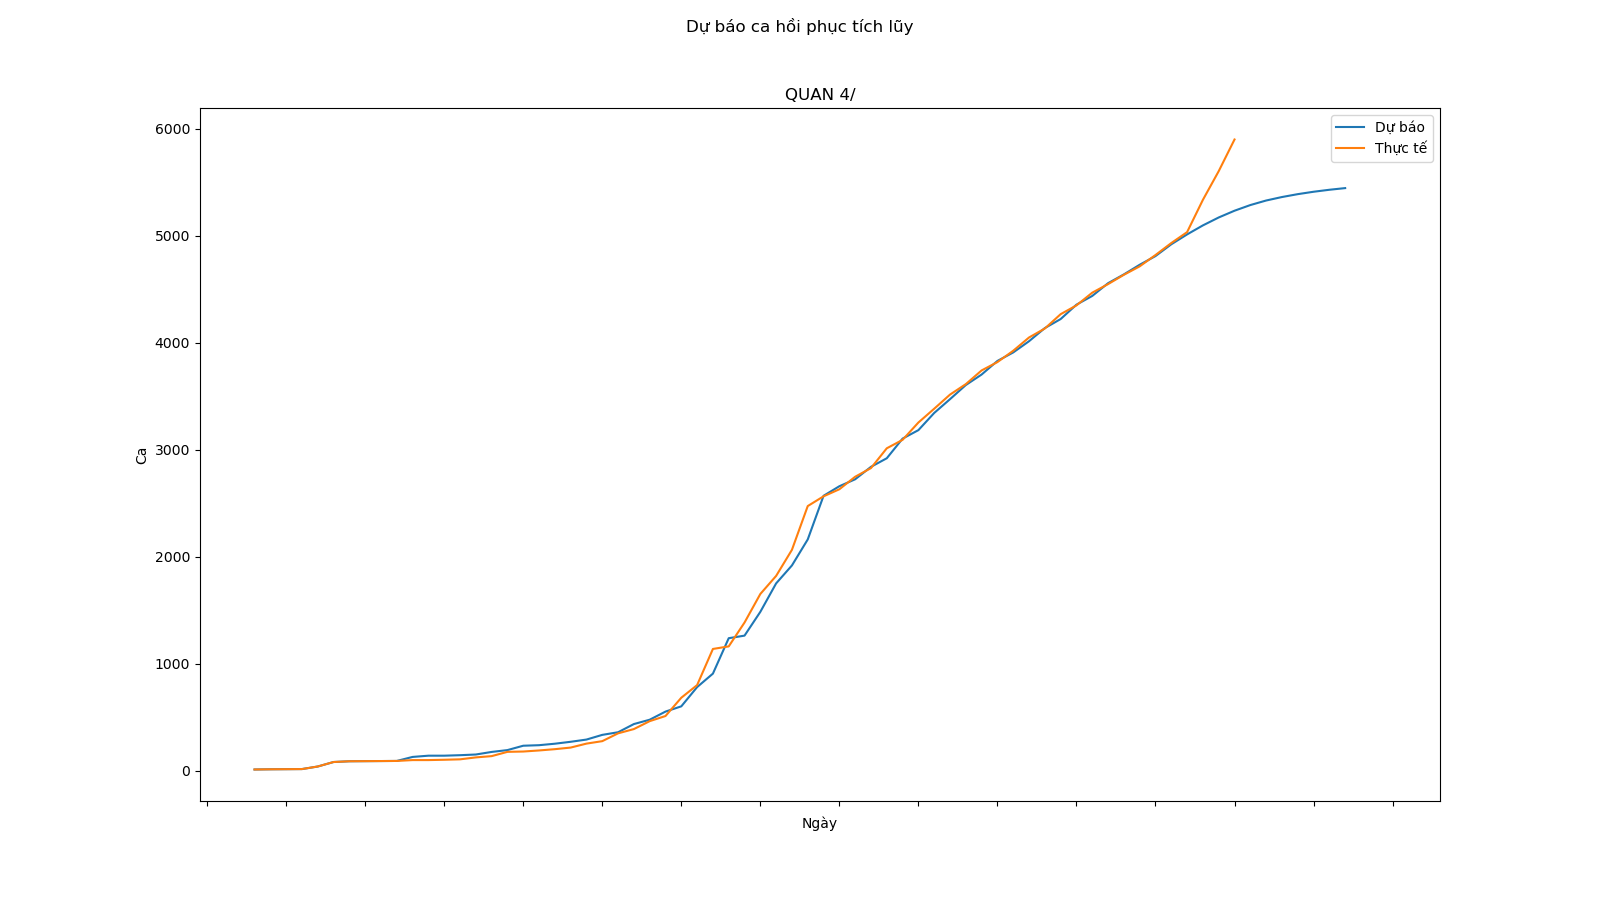 Dự báo ca hồi phục tích lũy
QUAN 4/
Dự báo
Thực tế
6000
5000
4000
3000
2000
1000
0
Ca
Ngày